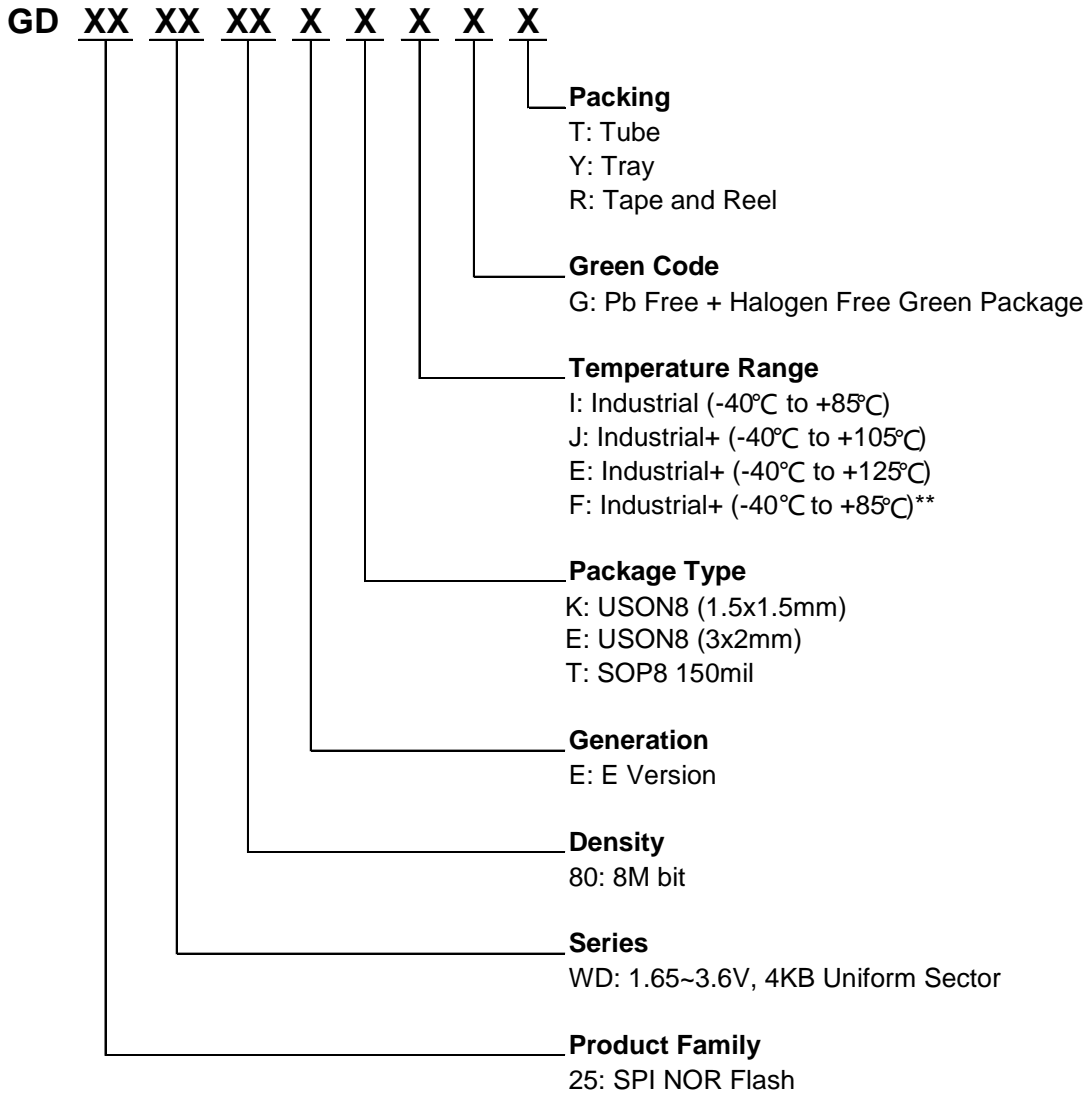 GD XX XX XX X X X X X
Packing
T: Tube
Y: Tray
R: Tape and Reel
Green Code
G: Pb Free + Halogen Free Green Package
Temperature Range
I: Industrial (-40℃ to +85℃)
J: Industrial+ (-40℃ to +105℃)
E: Industrial+ (-40℃ to +125℃)
F: Industrial+ (-40℃ to +85℃)**
Package Type
K: USON8 (1.5x1.5mm)
E: USON8 (3x2mm)
T: SOP8 150mil
Generation
E: E Version
Density
80: 8M bit
Series
WD: 1.65~3.6V, 4KB Uniform Sector
Product Family
25: SPI NOR Flash